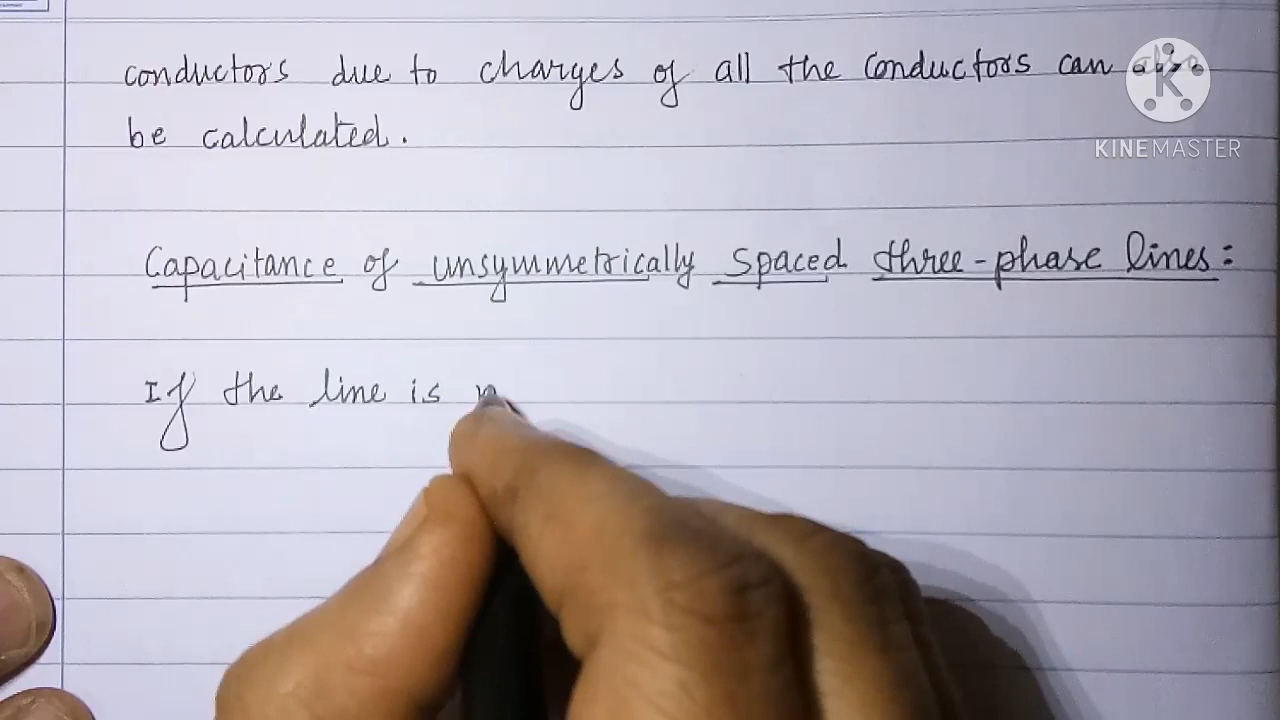 conductors due to charges of all the conductors can also
be calculated.
KINEMASTER
Capacitance of unsymmetrically spaced three-phase lines:
If the line is